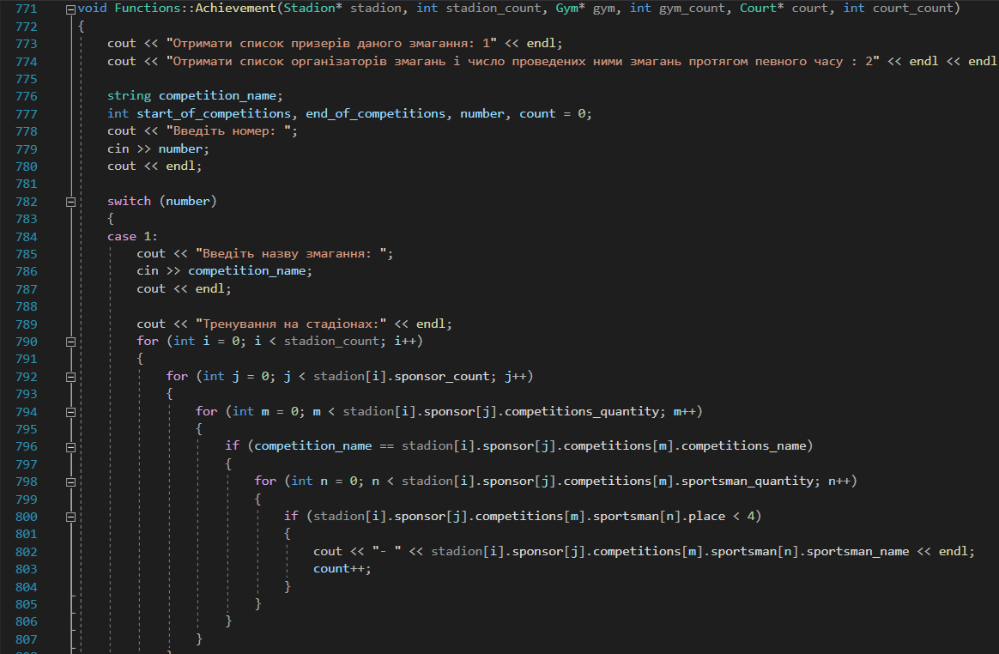 771 void Functions::Achievement(Stadion* stadion, int stadion_count, Gym* gym, int gym_count, Court* court, int court_count)
772 {
773 cout << "Отримати список призерів даного змагання: 1" << endl;
774 cout << "Отримати список організаторів змагань і число проведених ними змагань протягом певного часу : 2" << endl << endl
775
776 string competition_name;
777 int start_of_competitions, end_of_competitions, number, count = 0;
778 cout << "Введіть номер: ";
779 cin >> number;
780 cout << endl;
781
782 switch (number)
783 {
784 case 1:
785 cout << "Введіть назву змагання: ";
786 cin >> competition_name;
787 cout << endl;
788
789 cout << "Тренування на стадіонах:" << endl;
790 for (int i = 0; i < stadion_count; i++)
791 {
792 for (int j = 0; j < stadion[i].sponsor_count; j++)
793 {
794 for (int m = 0; m < stadion[i].sponsor[j].competitions_quantity; m++)
795 {
796 if (competition_name == stadion[i].sponsor[j].competitions[m].competitions_name)
797 {
798 for (int n = 0; n < stadion[i].sponsor[j].competitions[m].sportsman_quantity; n++)
799 {
800 if (stadion[i].sponsor[j].competitions[m].sportsman[n].place < 4)
801 {
802 cout << "- " << stadion[i].sponsor[j].competitions[m].sportsman[n].sportsman_name << endl;
803 count++;
804 }
805 }
806 }
807 }